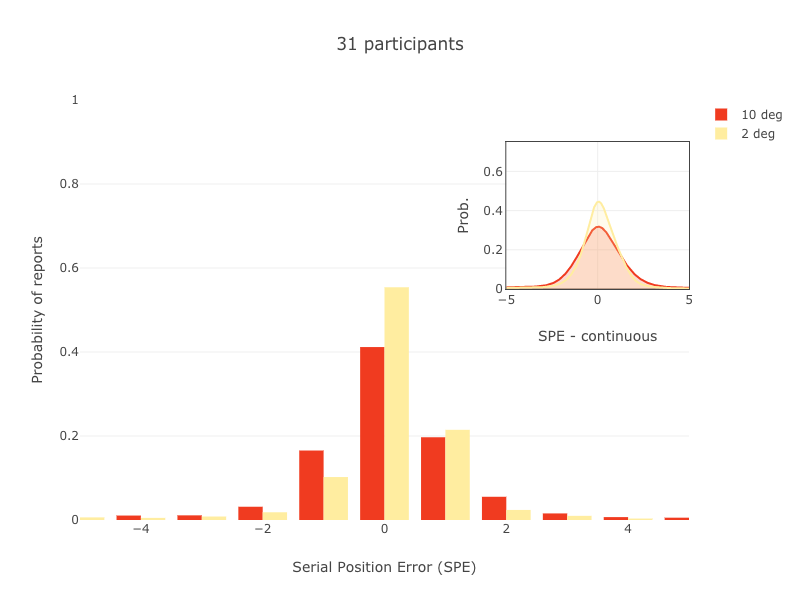 31 participants
10 deg
2 deg
Probability of reports
1
0.8
0.6
0.4
0.2
0
−4
−2
0
2
4
Serial Position Error (SPE)
Prob.
0.6
0.4
0.2
0
−5
0
5
SPE - continuous